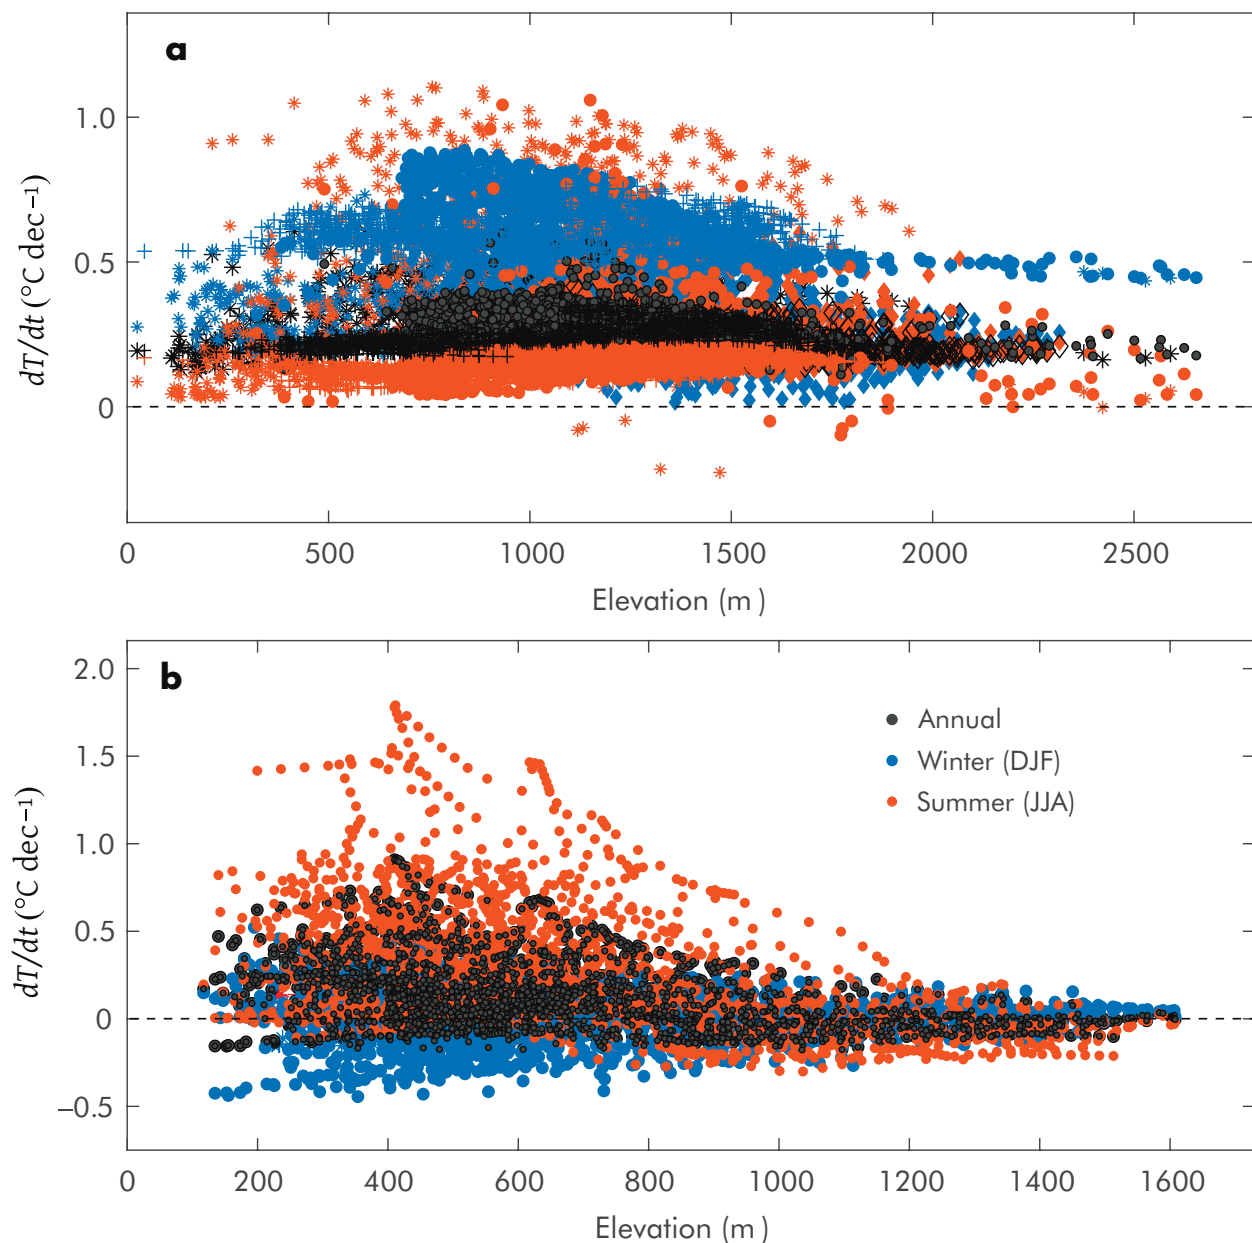 a
1.0
0.5
0
dT/dt (°C dec⁻¹)
0 500 1000 1500 2000 2500
Elevation (m )
b
2.0
1.5
1.0
0.5
0
−0.5
dT/dt (°C dec⁻¹)
Annual
Winter (DJF)
Summer (JJA)
0 200 400 600 800 1000 1200 1400 1600
Elevation (m )